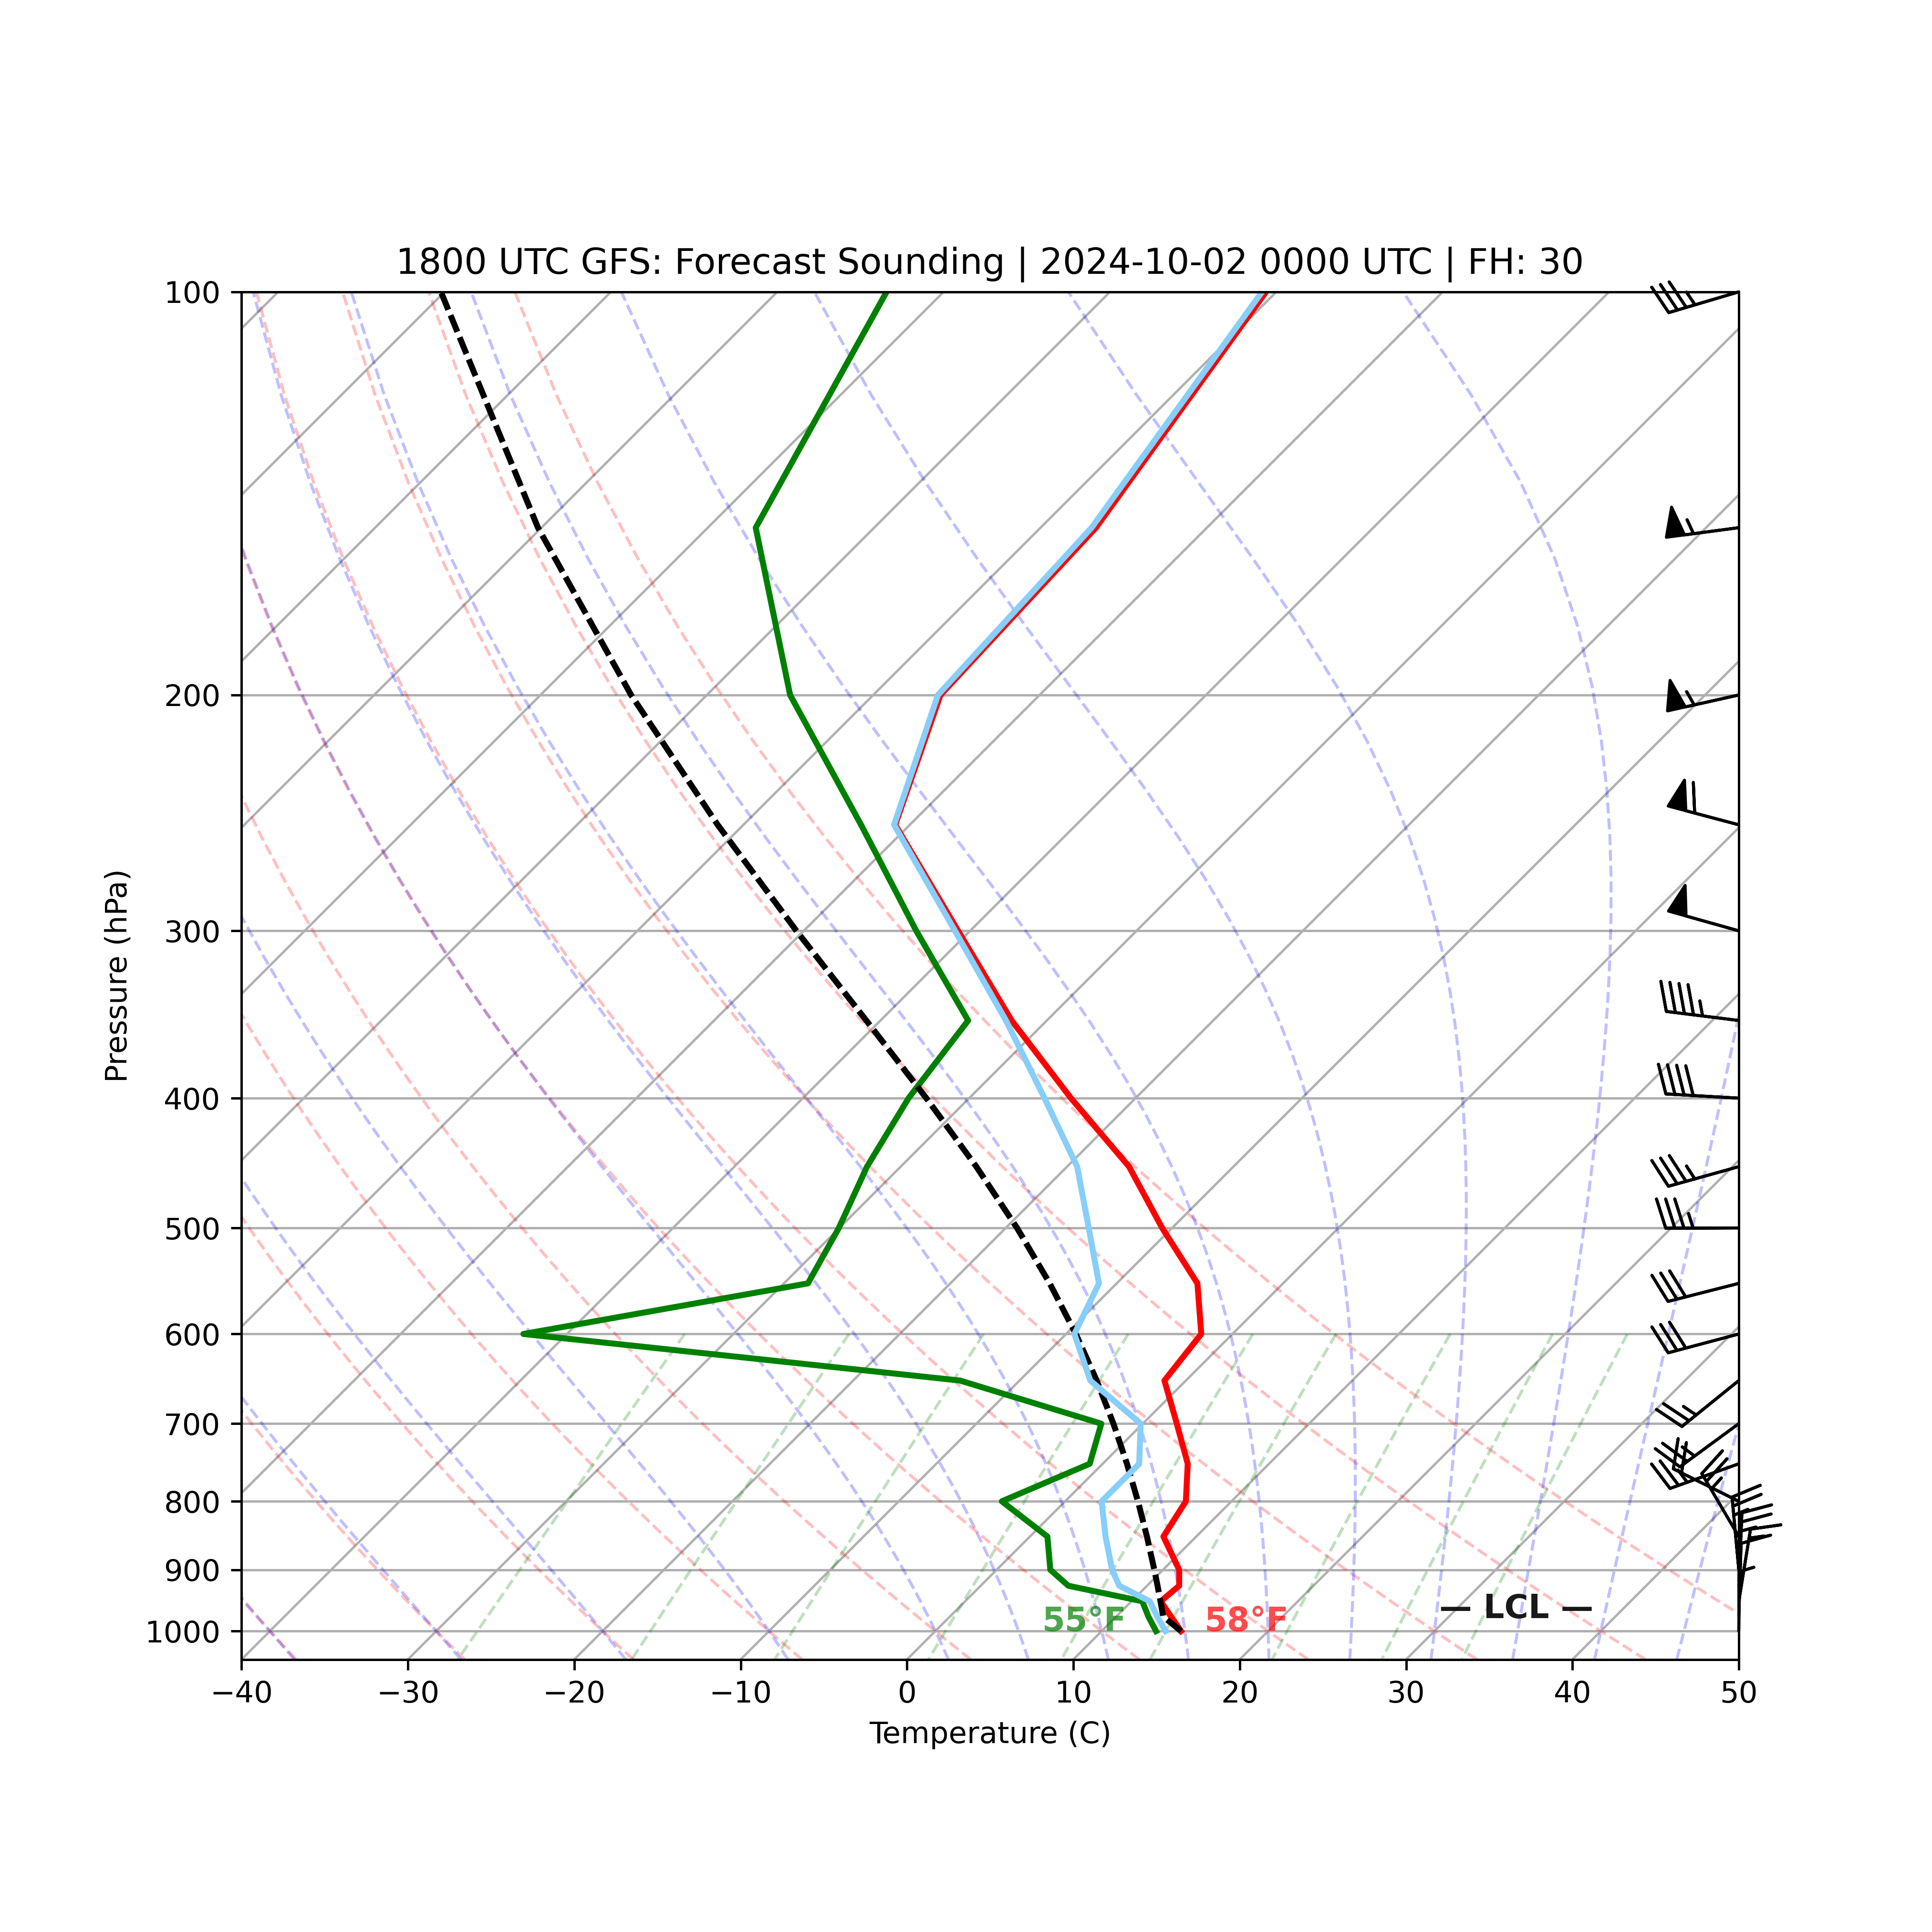 1800 UTC GFS: Forecast Sounding | 2024-10-02 0000 UTC | FH: 30
100
200
300
400
500
600
700
800
900
1000
Pressure (hPa)
55°F
58°F
— LCL —
−40 −30 −20 −10 0 10 20 30 40 50
Temperature (C)